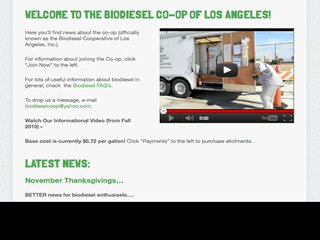 WELCOME TO THE BIODIESEL CO-OP OF LOS ANGELES!
Here you'll find news about the co-op (officially
known as the Biodiesel Cooperative of Los
Angeles, Inc.)
For information about joining the Co-op, click
"Join Now" to the left.
For lots of useful information about biodiesel in
general, check the Biodiesel FAQ's.
To drop us a message, e-mail
biodieselcoop@yahoo.com.
Watch Our Informational Video (from Fall
2010) »
Base cost is currently $5.72 per gallon! Click "Payments" to the left to purchase allotments.
LATEST NEWS:
November Thanksgivings...
BETTER news for biodiesel enthusiasts....